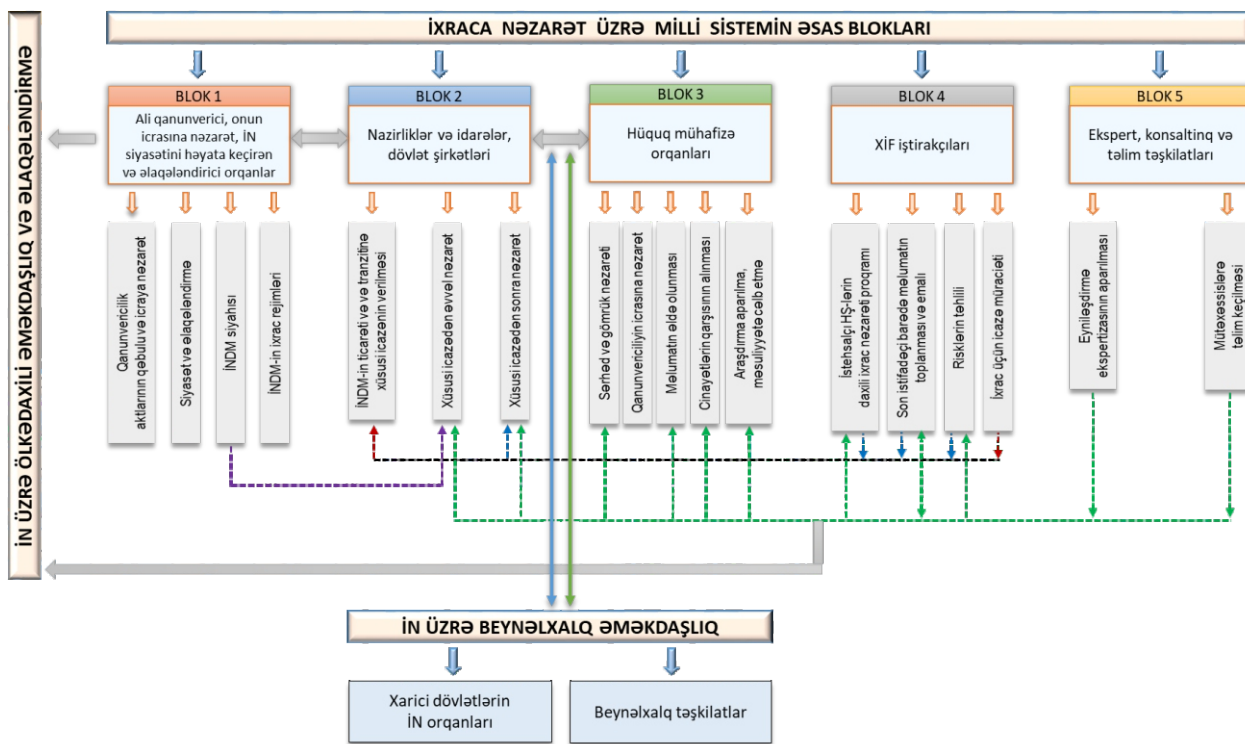 İXRACA NƏZARƏT ÜZRƏ MİLLİ SİSTEMİN ƏSAS BLOKLARI
İN ÜZRƏ ÖLKƏDAXİLİ ƏMƏKDAŞLIQ VƏ ƏLAQƏLƏNDİRMƏ
BLOK 1
Ali qanunverici, onun
icrasına nəzarət, İN
siyasətini həyata keçirən
və əlaqələndirici orqanlar
BLOK 2
Nazirliklər və idarələr,
dövlət şirkətləri
BLOK 3
Hüquq mühafizə
orqanları
BLOK 4
XİF iştirakçıları
BLOK 5
Ekspert, konsaltinq və
təlim təşkilatları
Qanunvericilik
aktlarının qəbulu və icraya nəzarət
Siyasət və əlaqələndirmə
İNDM siyahısı
İNDM-in ixrac rejimləri
İNDM-in ticarəti və və tranzitinə
xüsusi icazənin verilməsi
Xüsusi icazədən əvvəl nəzarət
Xüsusi icazədən sonra nəzarət
Sərhəd və gömrük nəzarəti
Qanunvericiliyin icrasına nəzarət
Məlumatın əldə olunması
Cinayətlərin qarşısının alınması
Araşdırma aparılma,
məsuliyyətə cəlb etmə
İstehsalçı HŞ-lərin
daxili ixrac nəzarəti proqramı
Son istifadəçi barədə məlumatın
toplanması və emalı
Risklərin təhlili
İxrac üçün icazə müraciəti
Eyniləşdirmə
ekspertizasının aparılması
Mütəxəssislərə
təlim keçilməsi
İN ÜZRƏ BEYNƏLXALQ ƏMƏKDAŞLIQ
Xarici dövlətlərin
İN orqanları
Beynəlxalq təşkilatlar